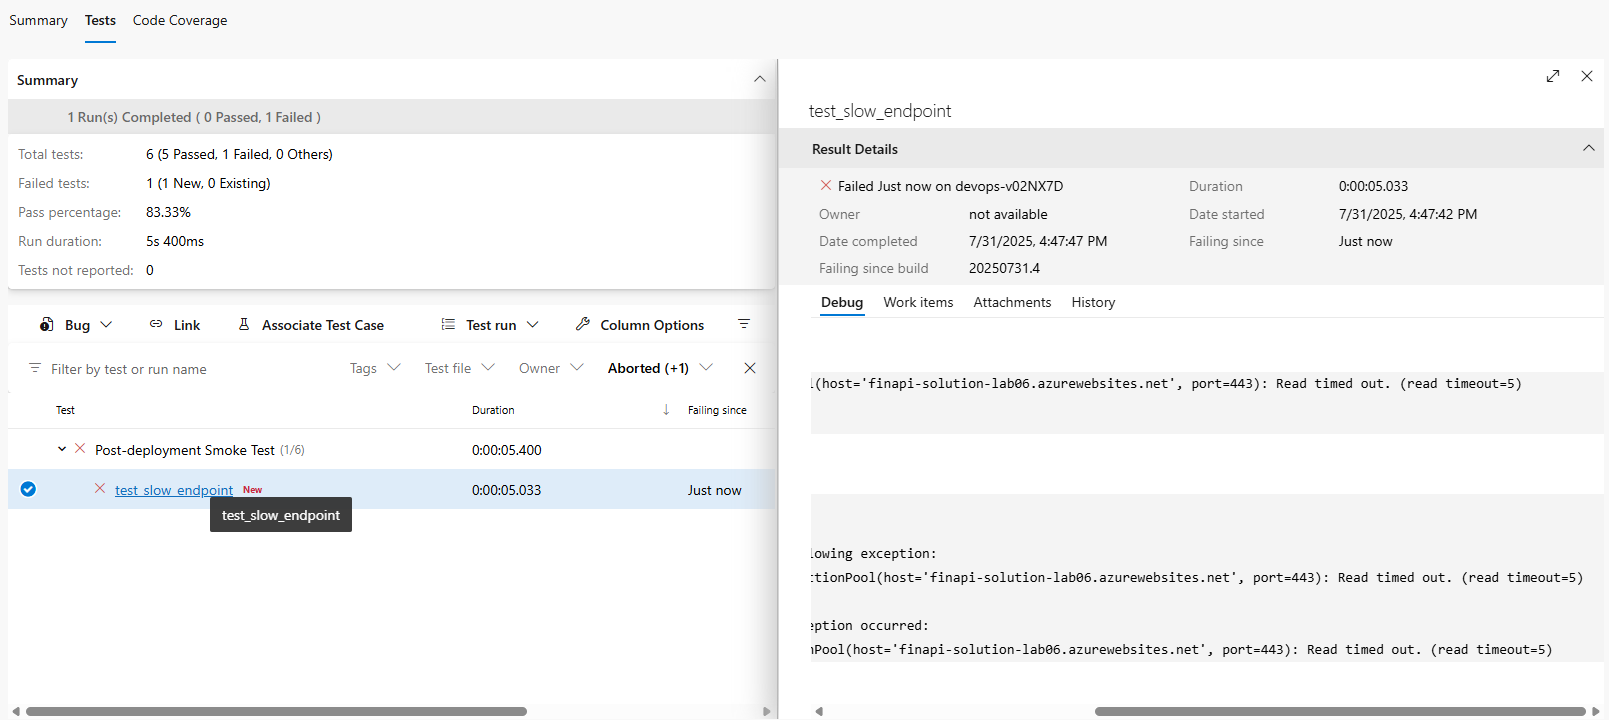 Summary Tests Code Coverage
Summary
1 Run(s) Completed ( 0 Passed, 1 Failed )
Total tests: 6 (5 Passed, 1 Failed, 0 Others)
Failed tests: 1 (1 New, 0 Existing)
Pass percentage: 83.33%
Run duration: 5s 400ms
Tests not reported: 0
Bug Link Associate Test Case Test run Column Options
Filter by test or run name Tags Test file Owner Aborted (+1)
Test Duration Failing since
Post-deployment Smoke Test (1/6) 0:00:05.400
test_slow_endpoint New 0:00:05.033 Just now
test_slow_endpoint
test_slow_endpoint
Result Details
Failed Just now on devops-v02NX7D Duration 0:00:05.033
Owner not available Date started 7/31/2025, 4:47:42 PM
Date completed 7/31/2025, 4:47:47 PM Failing since Just now
Failing since build 20250731.4
Debug Work items Attachments History
l(host='finapi-solution-lab06.azurewebsites.net', port=443): Read timed out. (read timeout=5)
lowing exception:
ctionPool(host='finapi-solution-lab06.azurewebsites.net', port=443): Read timed out. (read timeout=5)
eption occurred:
nPool(host='finapi-solution-lab06.azurewebsites.net', port=443): Read timed out. (read timeout=5)